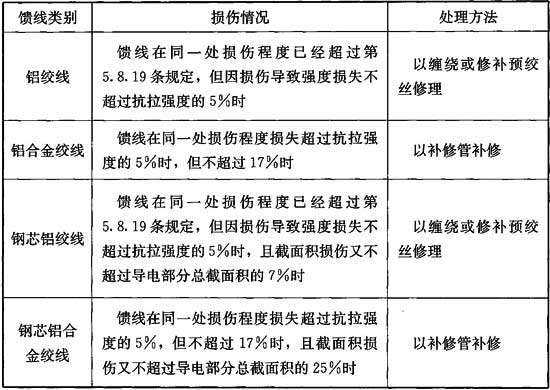 馈线类别 损伤情况 处理方法
铝绞线
馈线在同一处损伤程度已经超过第
5.8.19条规定，但因损伤导致强度损失不
超过抗拉强度的5%时
以缠绕或修补预绞
丝修理
铝合金绞线
馈线在同一处损伤程度损失超过抗拉强
度的5%时，但不超过17%时
以补修管补修
钢芯铝绞线
馈线在同一处损伤程度已经超过第
5.8.19条规定，但因损伤导致强度损失不
超过抗拉强度的5%时，且截面积损伤又不
超过导电部分总截面积的7%时
以缠绕或修补预绞
丝修理
钢芯铝合
金绞线
馈线在同一处损伤程度损失超过抗拉强
度的5%，但不超过17%时，且截面积损
伤又不超过导电部分总截面积的25%时
以补修管补修